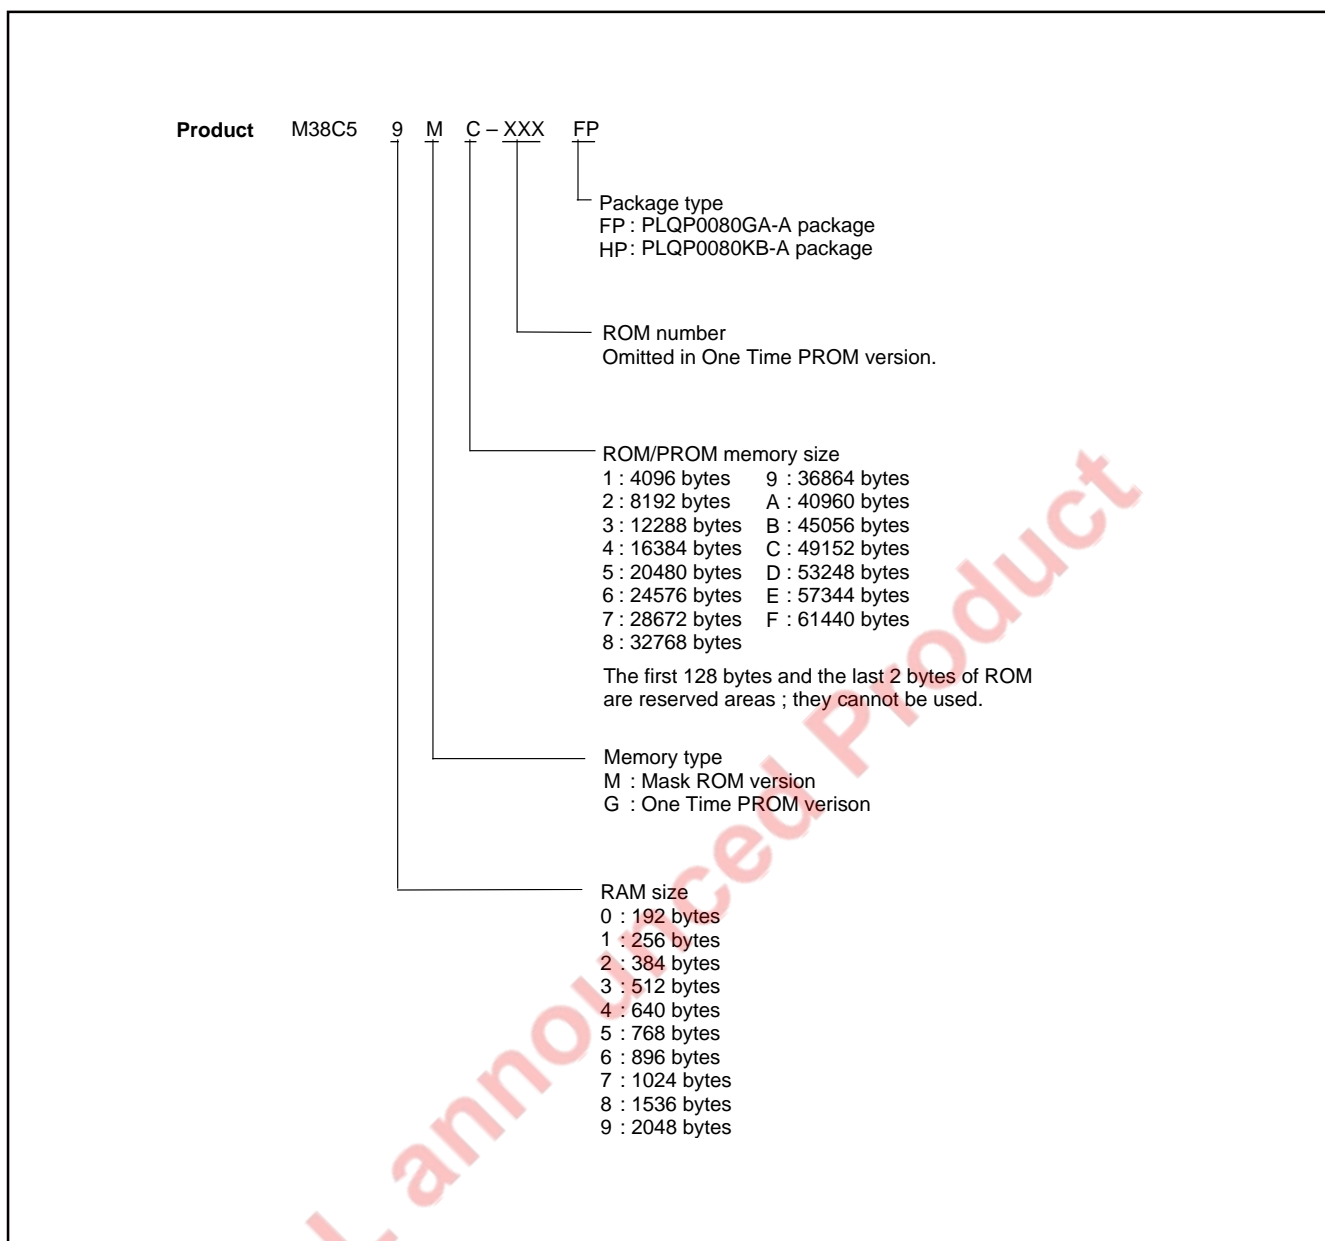 Product M38C5 9 M C – XXX FP
Package type
FP : PLQP0080GA-A package
HP : PLQP0080KB-A package
ROM number
Omitted in One Time PROM version.
ROM/PROM memory size
1 : 4096 bytes 9 : 36864 bytes
2 : 8192 bytes A : 40960 bytes
3 : 12288 bytes B : 45056 bytes
4 : 16384 bytes C : 49152 bytes
5 : 20480 bytes D : 53248 bytes
6 : 24576 bytes E : 57344 bytes
7 : 28672 bytes F : 61440 bytes
8 : 32768 bytes
The first 128 bytes and the last 2 bytes of ROM
are reserved areas ; they cannot be used.
Memory type
M : Mask ROM version
G : One Time PROM verison
RAM size
0 : 192 bytes
1 : 256 bytes
2 : 384 bytes
3 : 512 bytes
4 : 640 bytes
5 : 768 bytes
6 : 896 bytes
7 : 1024 bytes
8 : 1536 bytes
9 : 2048 bytes
L announced Product